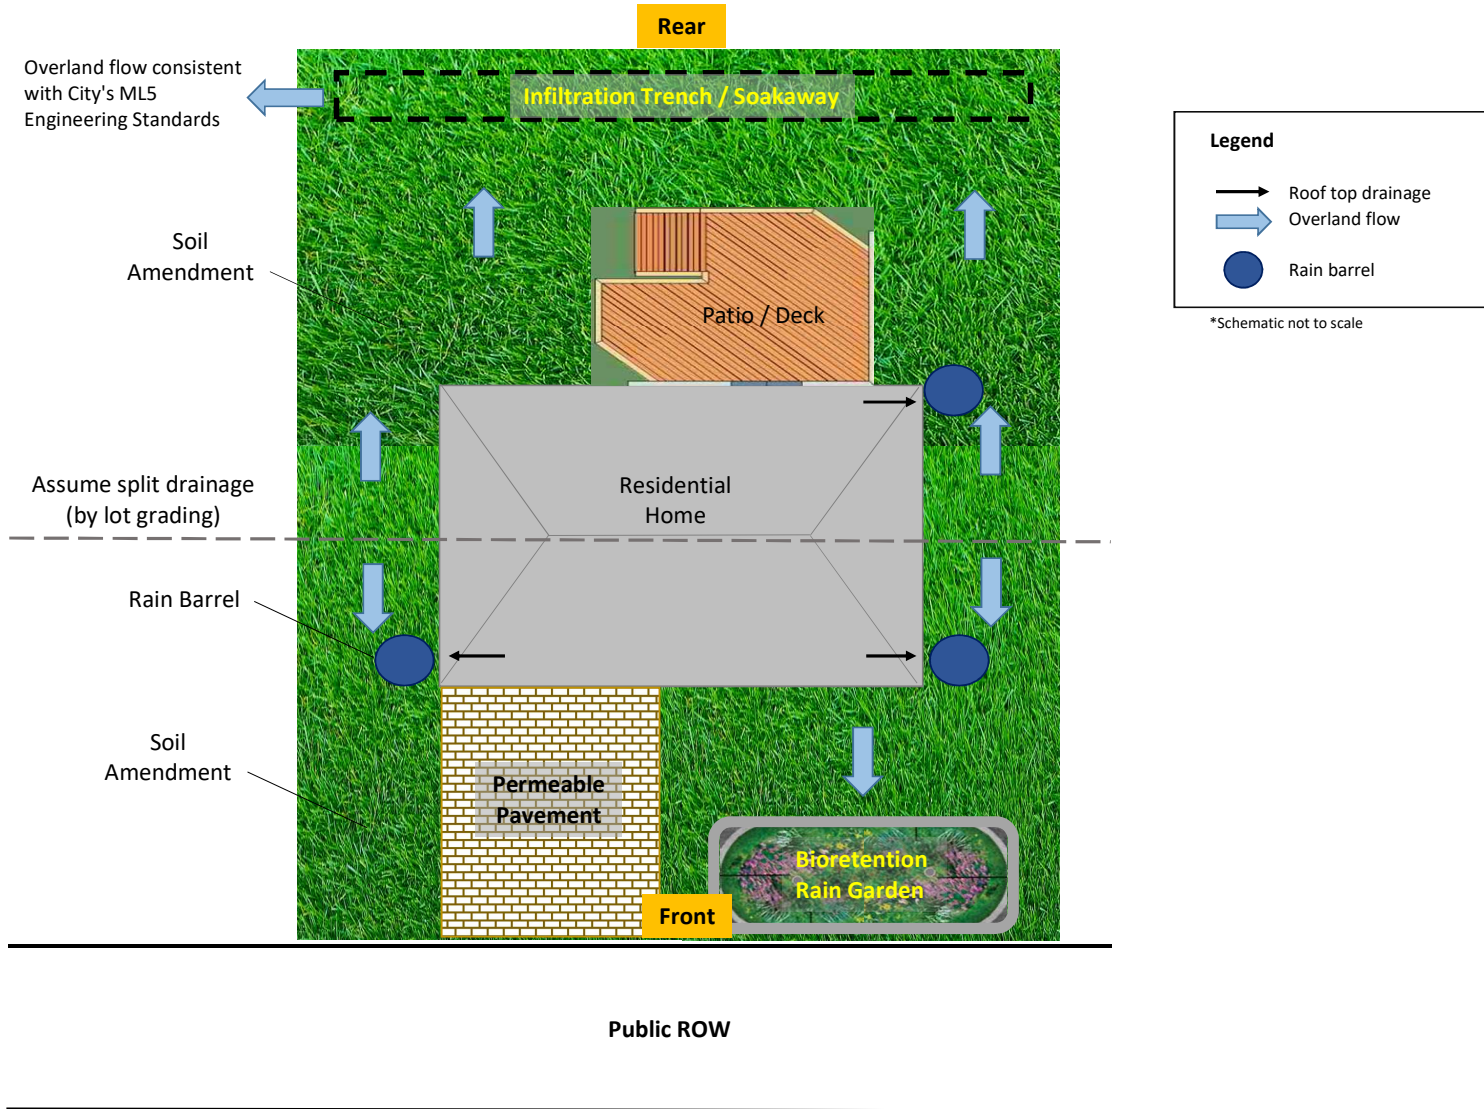 Rear
Overland flow consistent
with City's ML5
Engineering Standards
Infiltration Trench / Soakaway
Legend
Roof top drainage
Overland flow
Rain barrel
*Schematic not to scale
Soil
Amendment
Patio / Deck
Assume split drainage
(by lot grading)
Residential
Home
Rain Barrel
Soil
Amendment
Permeable
Pavement
Bioretention
Rain Garden
Front
Public ROW